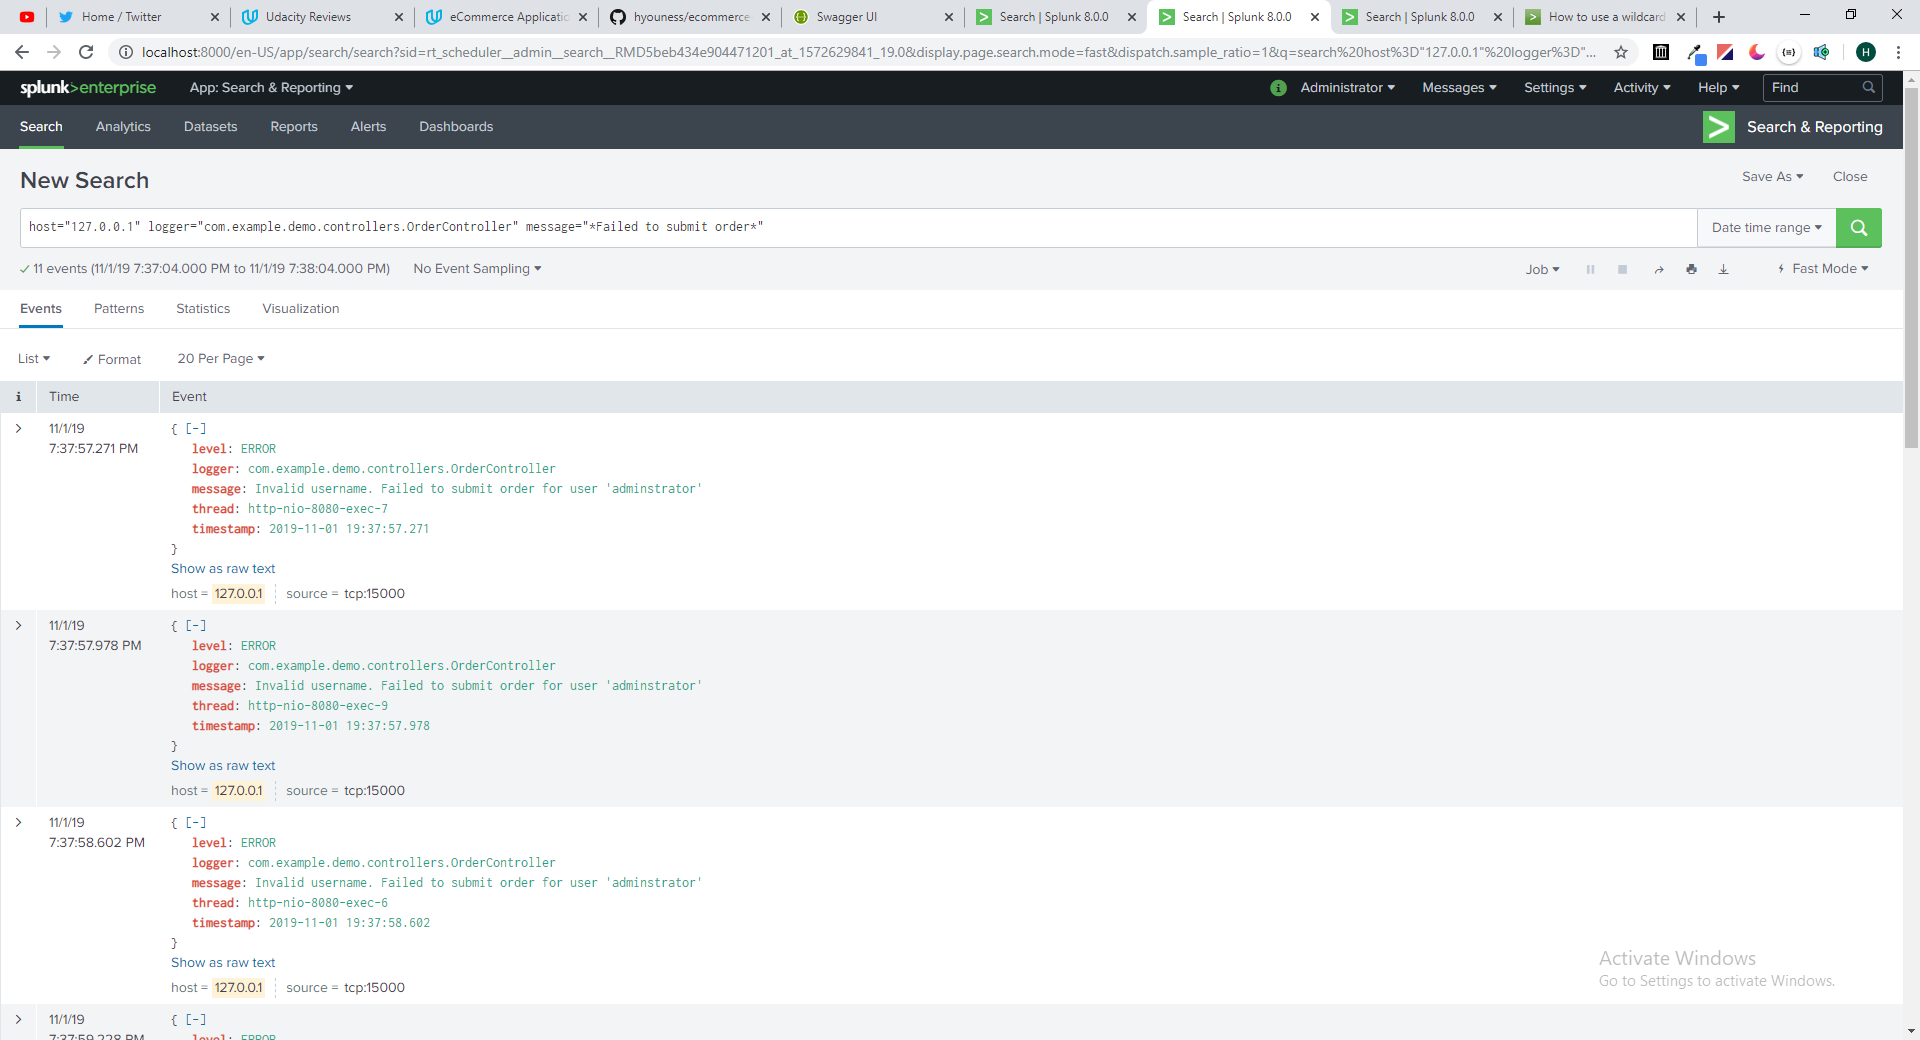 Home / Twitter
Udacity Reviews
eCommerce Applicatio
hyouness/ecommerce
Swagger UI
Search | Splunk 8.0.0
Search | Splunk 8.0.0
Search | Splunk 8.0.0
How to use a wildcard
localhost:8000/en-US/app/search/search?sid=rt_scheduler__admin__search__RMD5beb434e904471201_at_1572629841_19.0&display.page.search.mode=fast&dispatch.sample_ratio=1&q=search%20host%3D"127.0.0.1"%20logger%3D"...
H
splunk>enterprise
App: Search & Reporting
i
Administrator
Messages
Settings
Activity
Help
Find
Search
Analytics
Datasets
Reports
Alerts
Dashboards
Search & Reporting
New Search
Save As
Close
host="127.0.0.1" logger="com.example.demo.controllers.OrderController" message="*Failed to submit order*"
Date time range
11 events (11/1/19 7:37:04.000 PM to 11/1/19 7:38:04.000 PM)
No Event Sampling
Job
Fast Mode
Events
Patterns
Statistics
Visualization
List
Format
20 Per Page
i
Time
Event
11/1/19
7:37:57.271 PM
{ [-]
level: ERROR
logger: com.example.demo.controllers.OrderController
message: Invalid username. Failed to submit order for user 'adminstrator'
thread: http-nio-8080-exec-7
timestamp: 2019-11-01 19:37:57.271
}
Show as raw text
host = 127.0.0.1
source = tcp:15000
11/1/19
7:37:57.978 PM
{ [-]
level: ERROR
logger: com.example.demo.controllers.OrderController
message: Invalid username. Failed to submit order for user 'adminstrator'
thread: http-nio-8080-exec-9
timestamp: 2019-11-01 19:37:57.978
}
Show as raw text
host = 127.0.0.1
source = tcp:15000
11/1/19
7:37:58.602 PM
{ [-]
level: ERROR
logger: com.example.demo.controllers.OrderController
message: Invalid username. Failed to submit order for user 'adminstrator'
thread: http-nio-8080-exec-6
timestamp: 2019-11-01 19:37:58.602
}
Show as raw text
host = 127.0.0.1
source = tcp:15000
Activate Windows
Go to Settings to activate Windows.
11/1/19
7:37:59.228 PM
{ [-]
level: ERROR